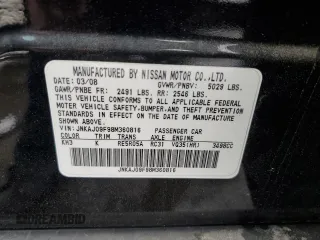 MANUFACTURED BY NISSAN MOTOR CO.,LTD.
DATE: 03/08 GVWR/PNBV: 5029 LBS.
GAWR/PNBE FR: 2491 LBS. RR: 2546 LBS.
THIS VEHICLE CONFORMS TO ALL APPLICABLE
FEDERAL MOTOR VEHICLE SAFETY, BUMPER, AND THEFT PREVENTION
STANDARDS IN EFFECT ON THE DATE OF
MANUFACTURE SHOWN ABOVE.
VIN: JNKAJ09F98M360816 PASSENGER CAR
COLOR TRIM TRANS AXLE ENGINE
KH3 K RE5R05A RC31 VQ35(HR) 3498CC
JNKAJ09F98M360816